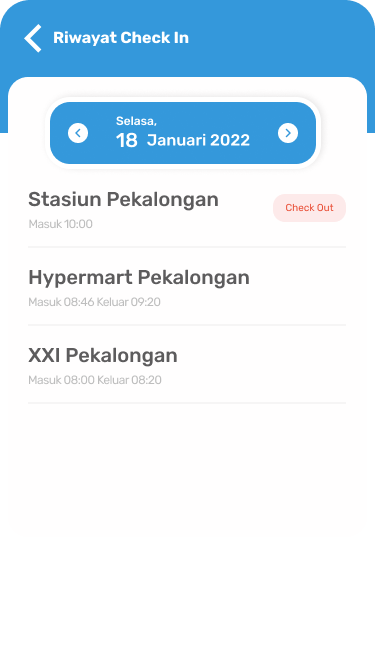 Riwayat Check In
Selasa,
18 Januari 2022
Stasiun Pekalongan
Check Out
Masuk 10:00
Hypermart Pekalongan
Masuk 08:46 Keluar 09:20
XXI Pekalongan
Masuk 08:00 Keluar 08:20